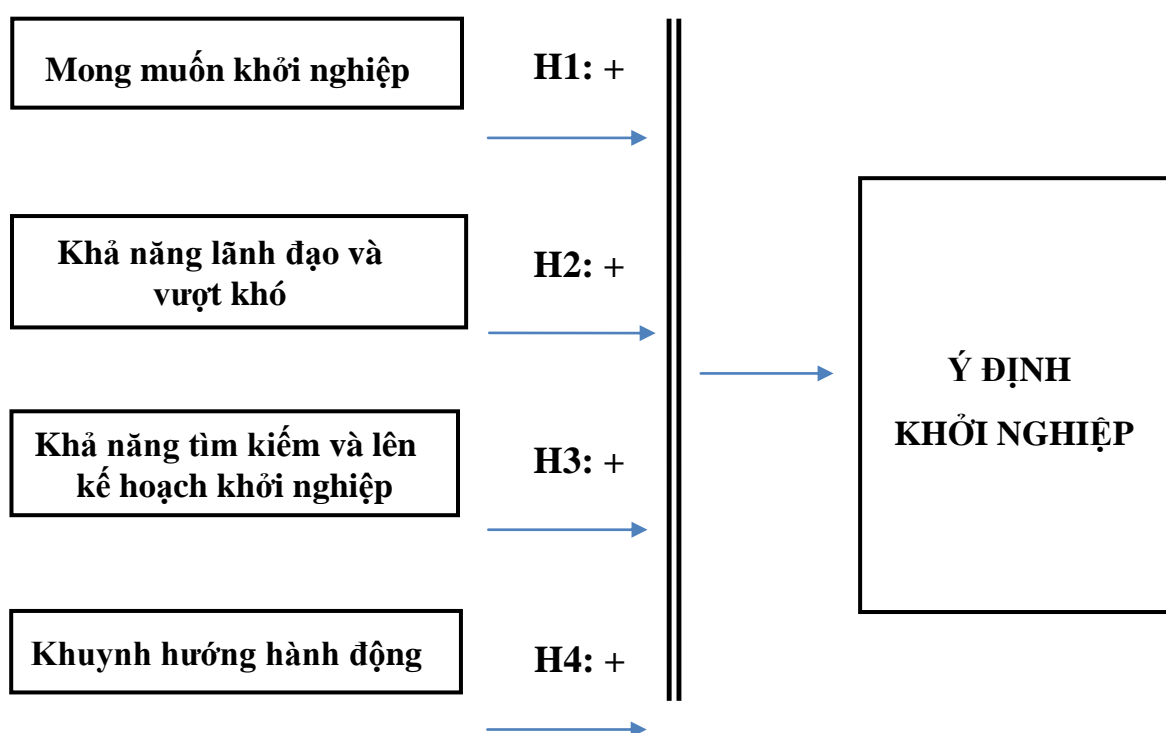 Mong muốn khởi nghiệp
H1: +
Khả năng lãnh đạo và
vượt khó
H2: +
Khả năng tìm kiếm và lên
kế hoạch khởi nghiệp
H3: +
Khuynh hướng hành động
H4: +
Ý ĐỊNH
KHỞI NGHIỆP